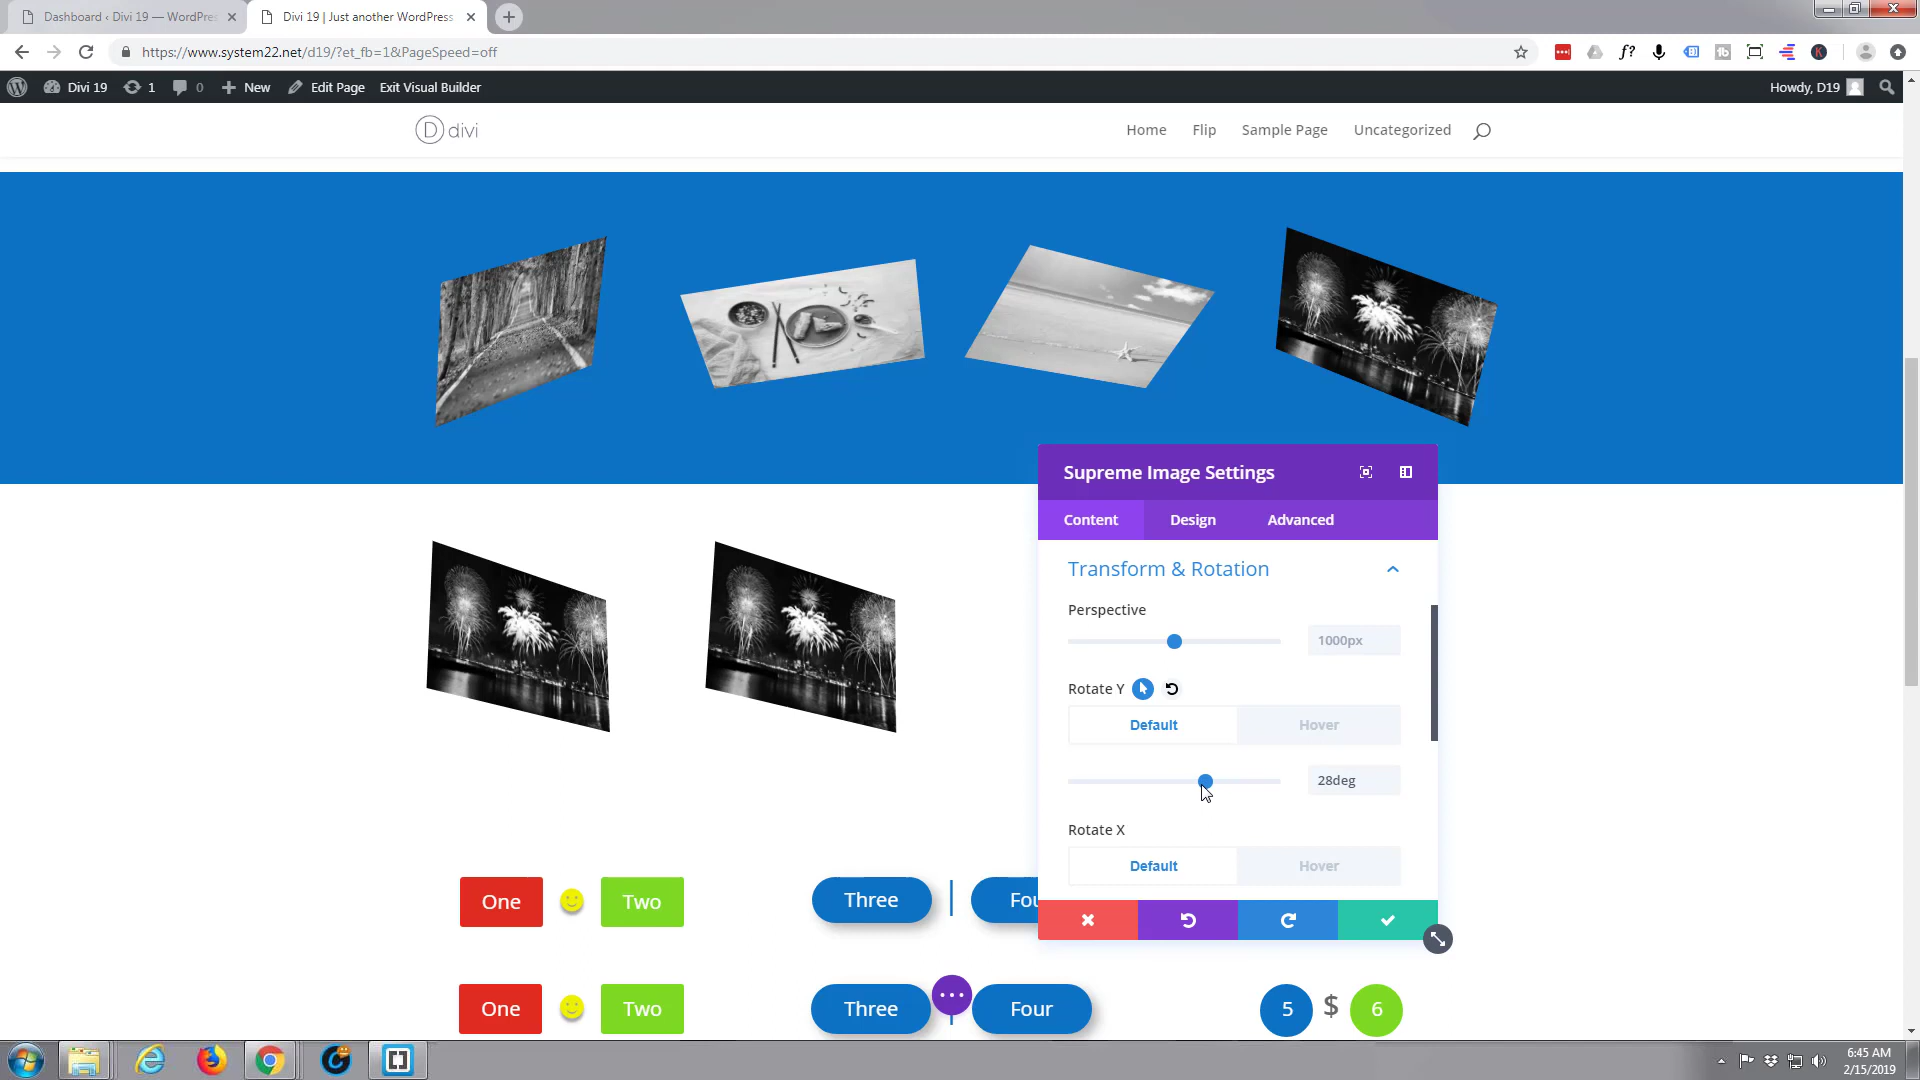 Dashboard ‹ Divi 19 — WordPre
Divi 19 | Just another WordPress
https://www.system22.net/d19/?et_fb=1&PageSpeed=off
Divi 19 1 0 New Edit Page Exit Visual Builder Howdy, D19
D divi Home Flip Sample Page Uncategorized
Supreme Image Settings
Content Design Advanced
Transform & Rotation
Perspective
1000px
Rotate Y
Default Hover
28deg
Rotate X
Default Hover
One Two Three Fou
One Two Three Four 5 $ 6
6:45 AM
2/15/2019